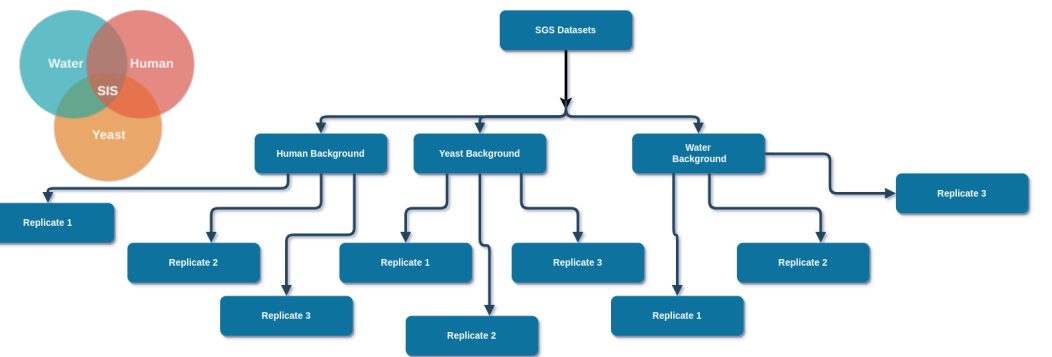 Water
Human
SIS
Yeast
SGS Datasets
Human Background
Yeast Background
Water
Background
Replicate 3
Replicate 1
Replicate 2
Replicate 1
Replicate 3
Replicate 2
Replicate 3
Replicate 1
Replicate 2